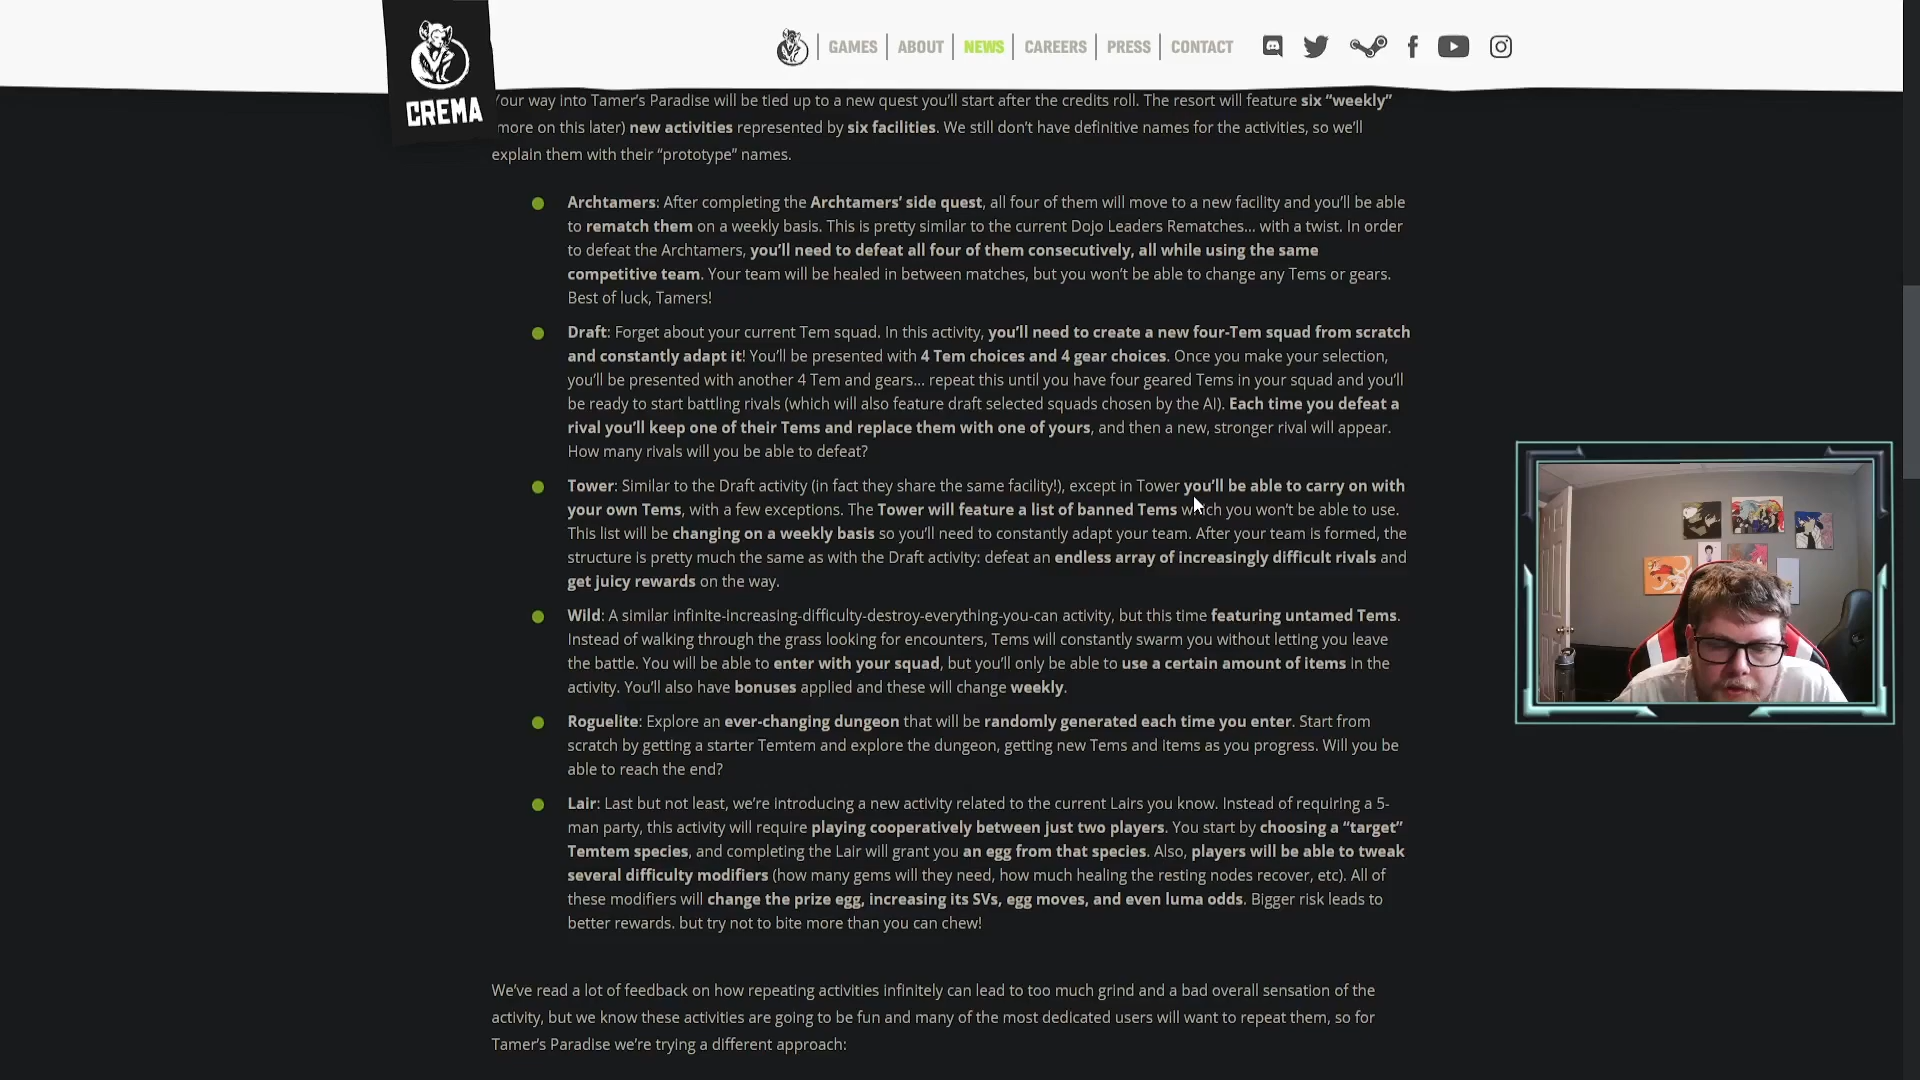 CREMA
GAMES
ABOUT
NEWS
CAREERS
PRESS
CONTACT
Your way into Tamer's Paradise will be tied up to a new quest you'll start after the credits roll. The resort will feature six “weekly”
more on this later) new activities represented by six facilities. We still don't have definitive names for the activities, so we'll
explain them with their “prototype” names.
Archtamers: After completing the Archtamers' side quest, all four of them will move to a new facility and you'll be able
to rematch them on a weekly basis. This is pretty similar to the current Dojo Leaders Rematches... with a twist. In order
to defeat the Archtamers, you'll need to defeat all four of them consecutively, all while using the same
competitive team. Your team will be healed in between matches, but you won't be able to change any Tems or gears.
Best of luck, Tamers!
Draft: Forget about your current Tem squad. In this activity, you'll need to create a new four-Tem squad from scratch
and constantly adapt it! You'll be presented with 4 Tem choices and 4 gear choices. Once you make your selection,
you'll be presented with another 4 Tem and gears... repeat this until you have four geared Tems in your squad and you'll
be ready to start battling rivals (which will also feature draft selected squads chosen by the AI). Each time you defeat a
rival you'll keep one of their Tems and replace them with one of yours, and then a new, stronger rival will appear.
How many rivals will you be able to defeat?
Tower: Similar to the Draft activity (in fact they share the same facility!), except in Tower you'll be able to carry on with
your own Tems, with a few exceptions. The Tower will feature a list of banned Tems which you won't be able to use.
This list will be changing on a weekly basis so you'll need to constantly adapt your team. After your team is formed, the
structure is pretty much the same as with the Draft activity: defeat an endless array of increasingly difficult rivals and
get juicy rewards on the way.
Wild: A similar infinite-increasing-difficulty-destroy-everything-you-can activity, but this time featuring untamed Tems.
Instead of walking through the grass looking for encounters, Tems will constantly swarm you without letting you leave
the battle. You will be able to enter with your squad, but you'll only be able to use a certain amount of items in the
activity. You'll also have bonuses applied and these will change weekly.
Roguelite: Explore an ever-changing dungeon that will be randomly generated each time you enter. Start from
scratch by getting a starter Temtem and explore the dungeon, getting new Tems and items as you progress. Will you be
able to reach the end?
Lair: Last but not least, we're introducing a new activity related to the current Lairs you know. Instead of requiring a 5-
man party, this activity will require playing cooperatively between just two players. You start by choosing a “target”
Temtem species, and completing the Lair will grant you an egg from that species. Also, players will be able to tweak
several difficulty modifiers (how many gems will they need, how much healing the resting nodes recover, etc). All of
these modifiers will change the prize egg, increasing its SVs, egg moves, and even luma odds. Bigger risk leads to
better rewards. but try not to bite more than you can chew!
We've read a lot of feedback on how repeating activities infinitely can lead to too much grind and a bad overall sensation of the
activity, but we know these activities are going to be fun and many of the most dedicated users will want to repeat them, so for
Tamer's Paradise we're trying a different approach: